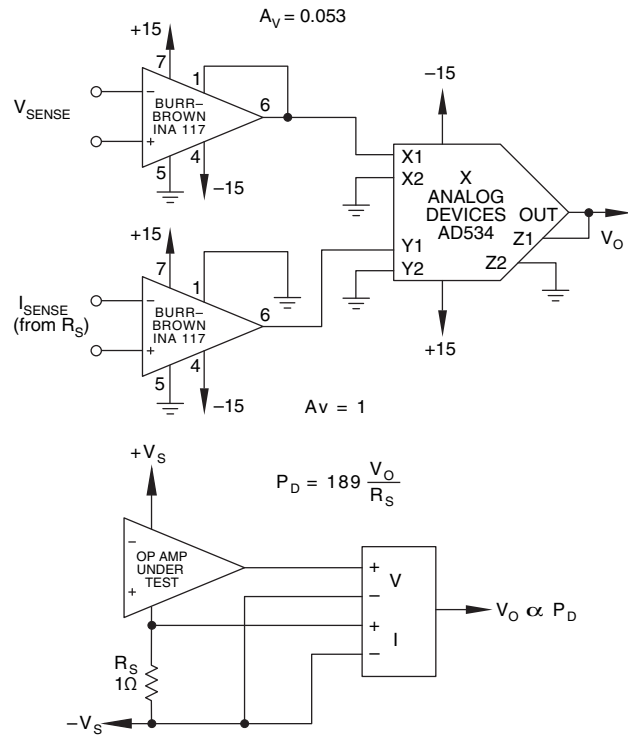 A_V = 0.053
+15
7
1
V_SENSE
−
+
BURR–
BROWN
INA 117
6
5
4
−15
−15
X1
X2
X
ANALOG
DEVICES
AD534
OUT
Z1
Z2
V_O
Y1
Y2
+15
+15
7
1
I_SENSE
(from R_S)
−
+
BURR–
BROWN
INA 117
6
5
4
−15
Av = 1
+V_S
P_D = 189 V_O / R_S
−
+
OP AMP
UNDER
TEST
+
−
V
+
−
I
V_O ∝ P_D
R_S
1Ω
−V_S